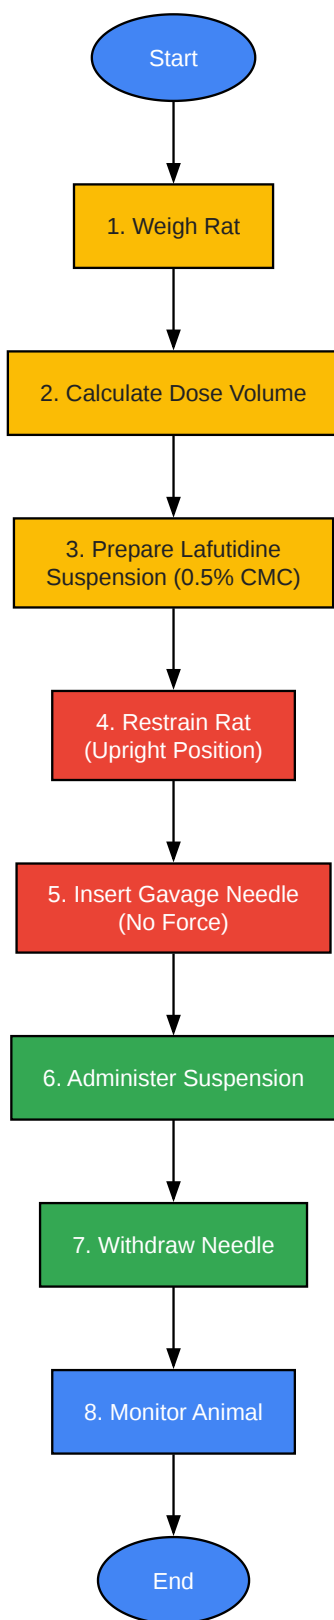 Start
1. Weigh Rat
2. Calculate Dose Volume
3. Prepare Lafutidine
Suspension (0.5% CMC)
4. Restrain Rat
(Upright Position)
5. Insert Gavage Needle
(No Force)
6. Administer Suspension
7. Withdraw Needle
8. Monitor Animal
End